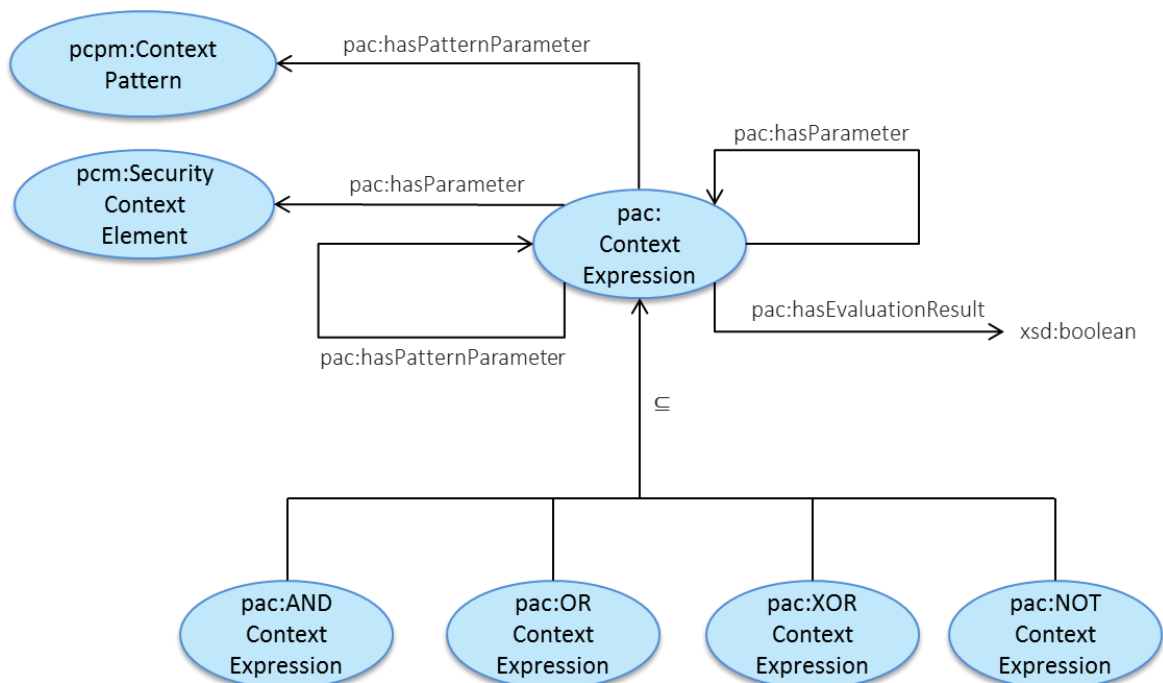 pcpm:Context
Pattern
pac:hasPatternParameter
pac:hasParameter
pcm:Security
Context
Element
pac:hasParameter
pac:
Context
Expression
pac:hasEvaluationResult
xsd:boolean
pac:hasPatternParameter
⊆
pac:AND
Context
Expression
pac:OR
Context
Expression
pac:XOR
Context
Expression
pac:NOT
Context
Expression